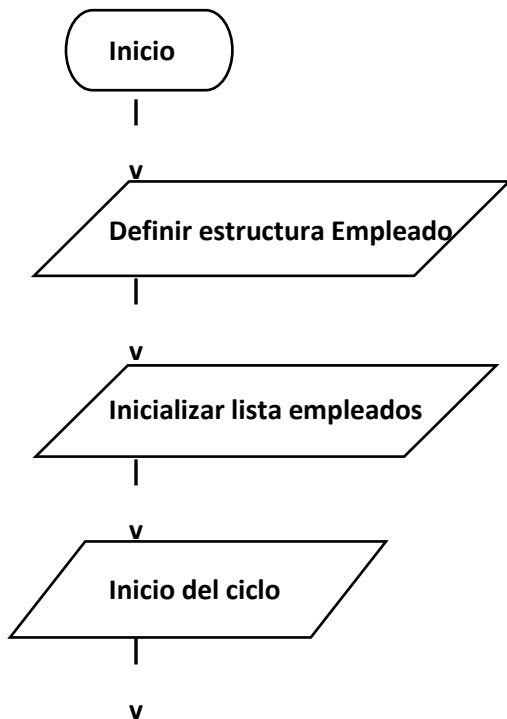 Inicio
|
v
Definir estructura Empleado
|
v
Inicializar lista empleados
|
v
Inicio del ciclo
|
v